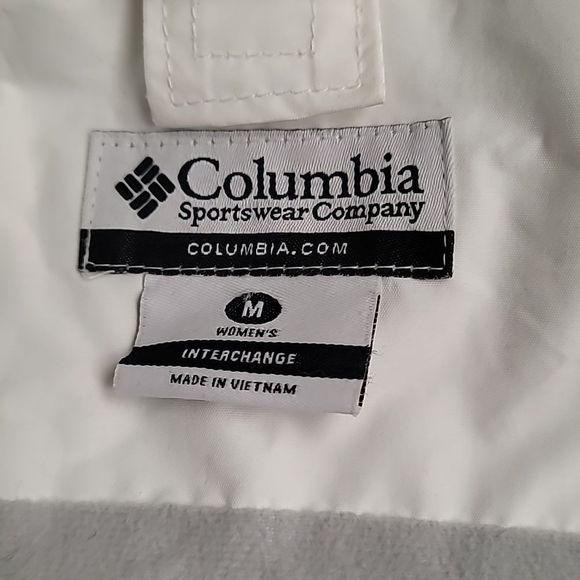 Columbia
Sportswear Company
COLUMBIA.COM
M
WOMEN'S
INTERCHANGE
MADE IN VIETNAM